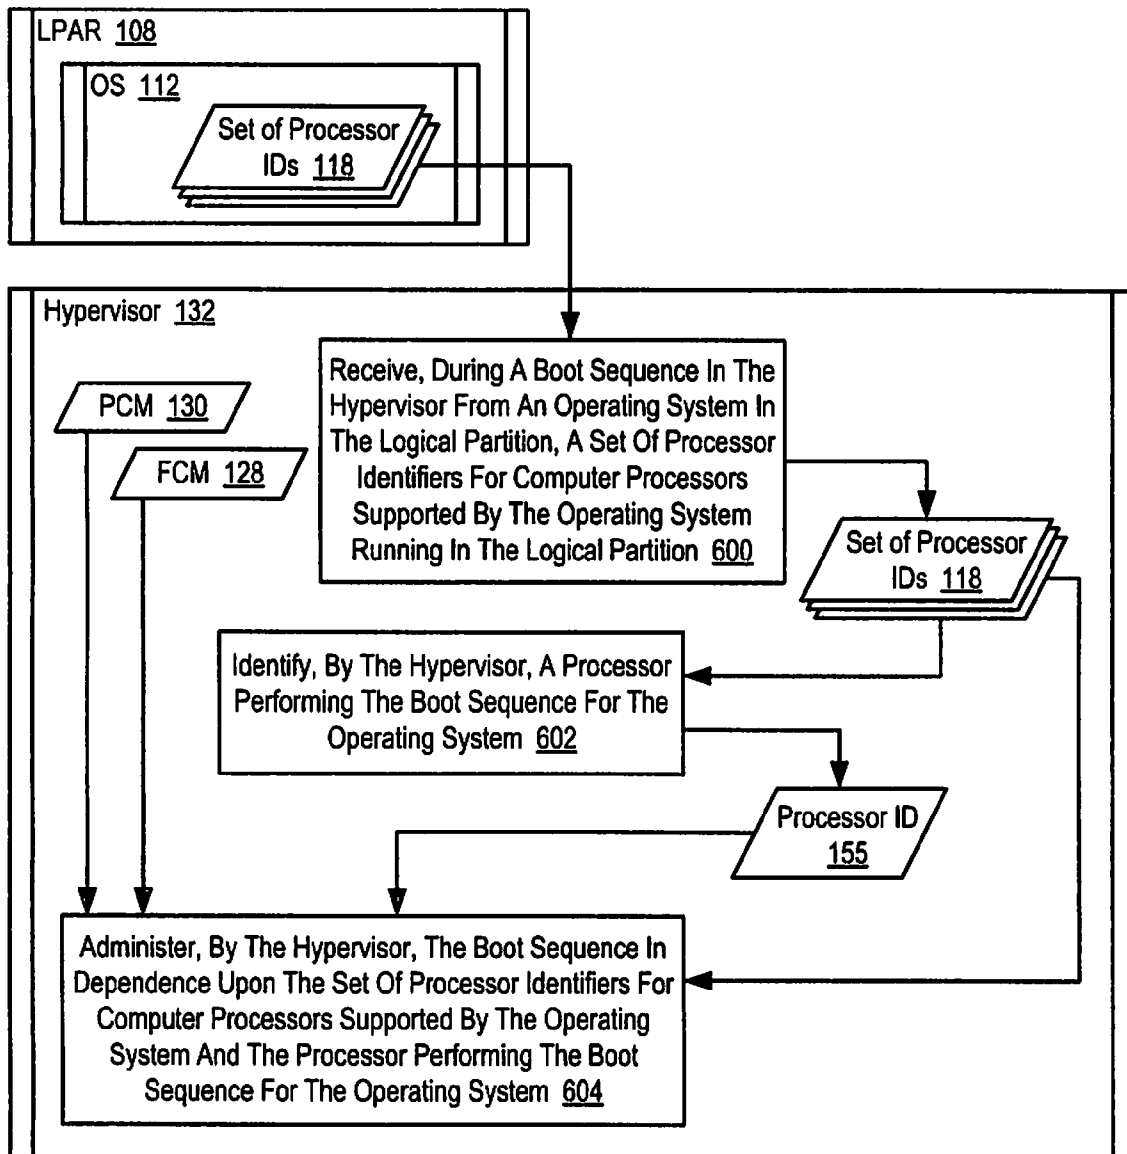 LPAR 108
OS 112
Set of Processor
IDs 118
Hypervisor 132
PCM 130
FCM 128
Receive, During A Boot Sequence In The
Hypervisor From An Operating System In
The Logical Partition, A Set Of Processor
Identifiers For Computer Processors
Supported By The Operating System
Running In The Logical Partition 600
Set of Processor
IDs 118
Identify, By The Hypervisor, A Processor
Performing The Boot Sequence For The
Operating System 602
Processor ID
155
Administer, By The Hypervisor, The Boot Sequence In
Dependence Upon The Set Of Processor Identifiers For
Computer Processors Supported By The Operating
System And The Processor Performing The Boot
Sequence For The Operating System 604